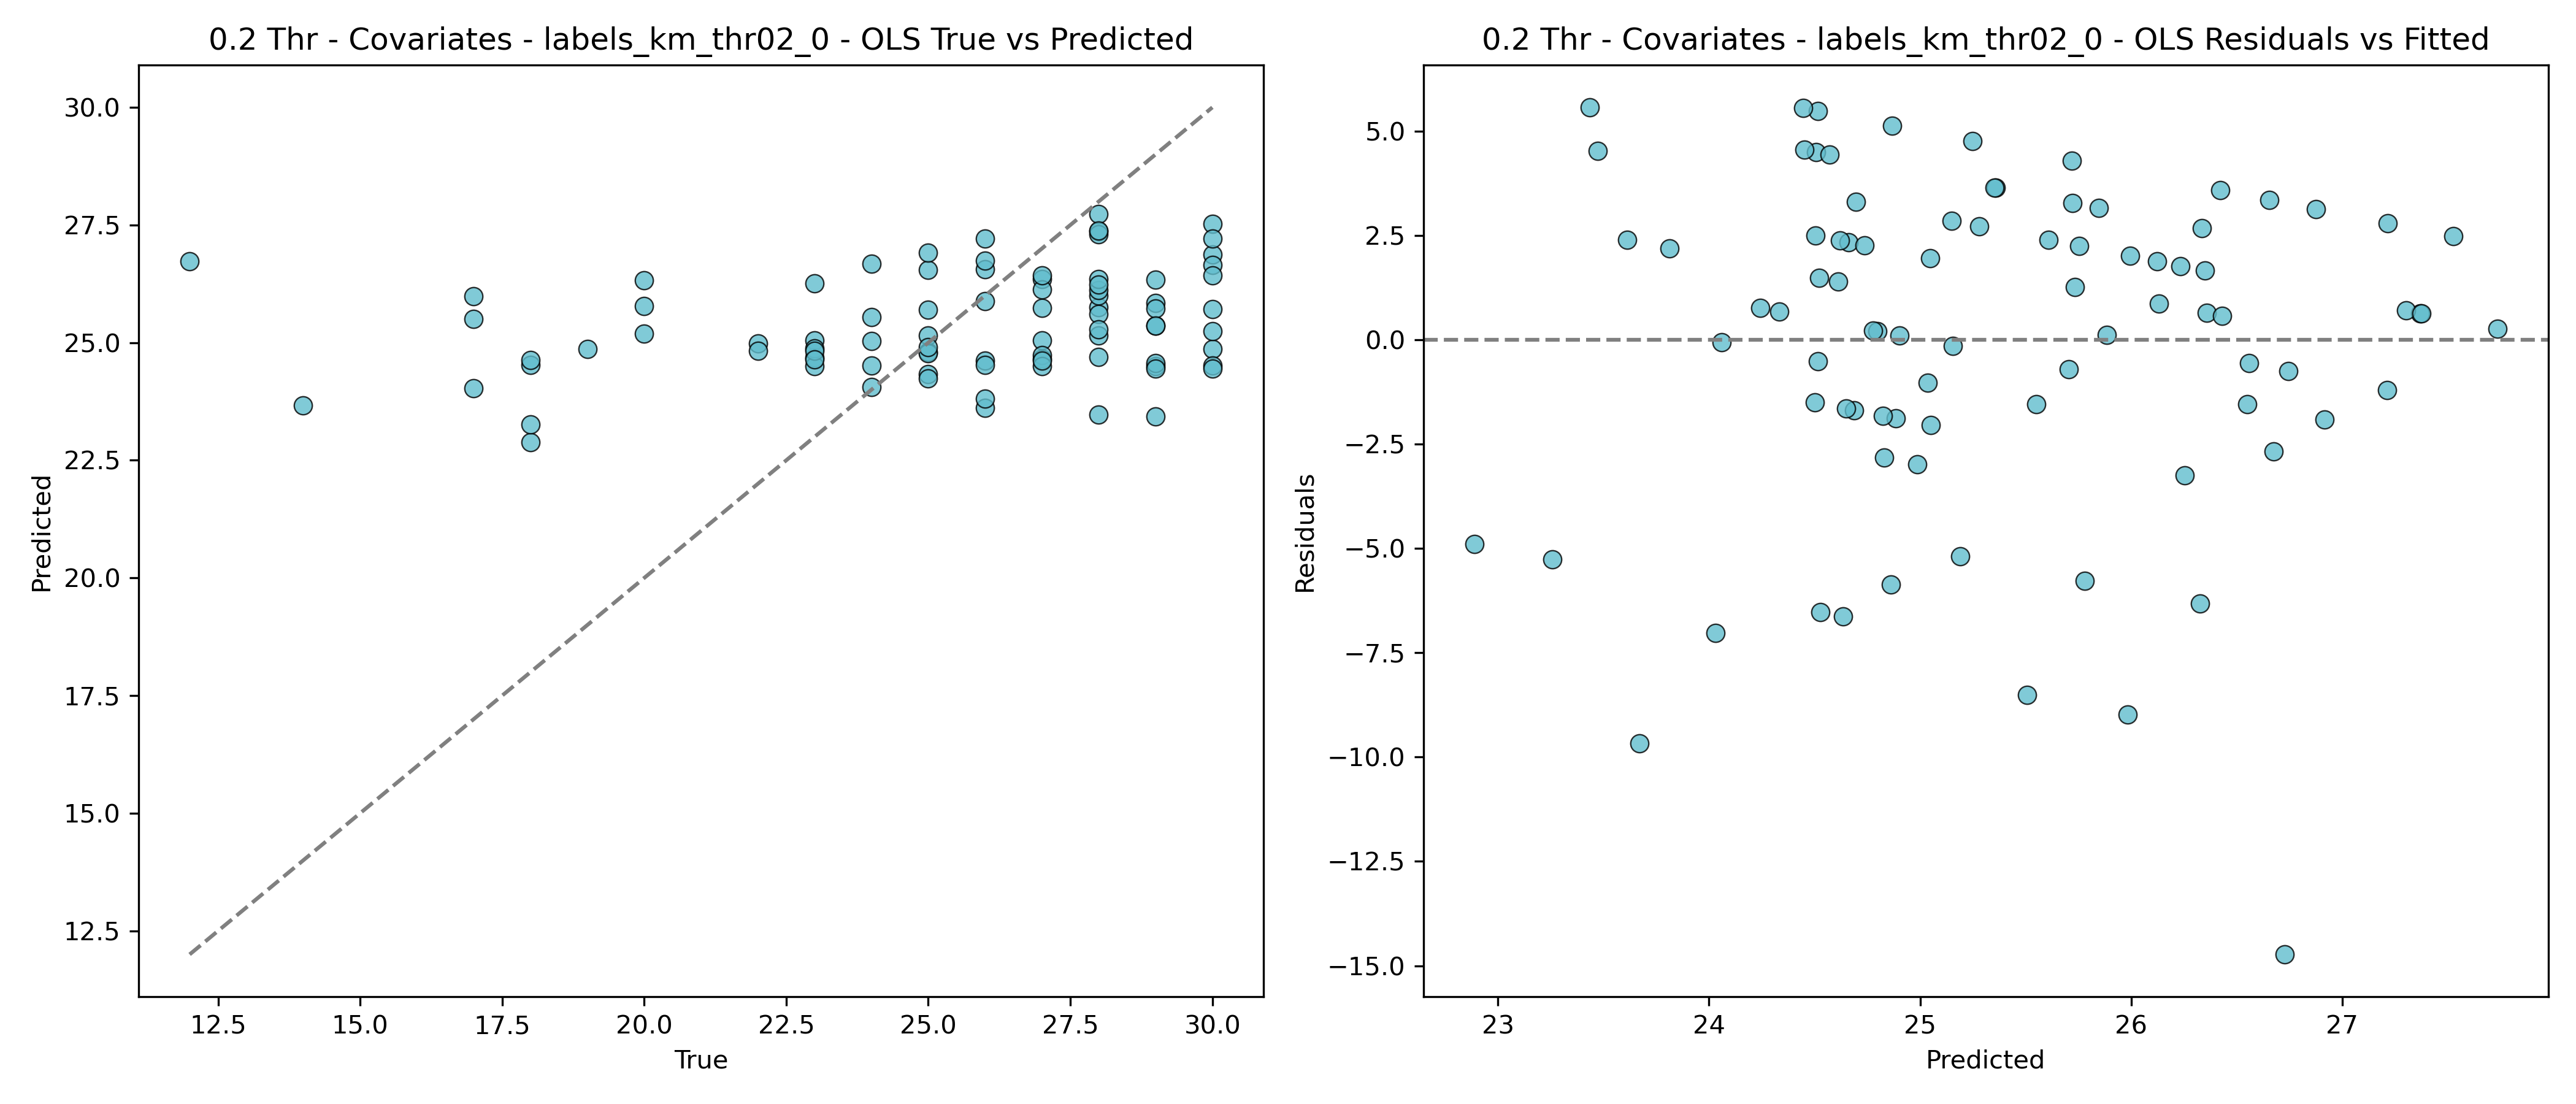 0.2 Thr - Covariates - labels_km_thr02_0 - OLS True vs Predicted
30.0
27.5
25.0
22.5
20.0
17.5
15.0
12.5
Predicted
12.5 15.0 17.5 20.0 22.5 25.0 27.5 30.0
True
0.2 Thr - Covariates - labels_km_thr02_0 - OLS Residuals vs Fitted
5.0
2.5
0.0
−2.5
−5.0
−7.5
−10.0
−12.5
−15.0
Residuals
23 24 25 26 27
Predicted